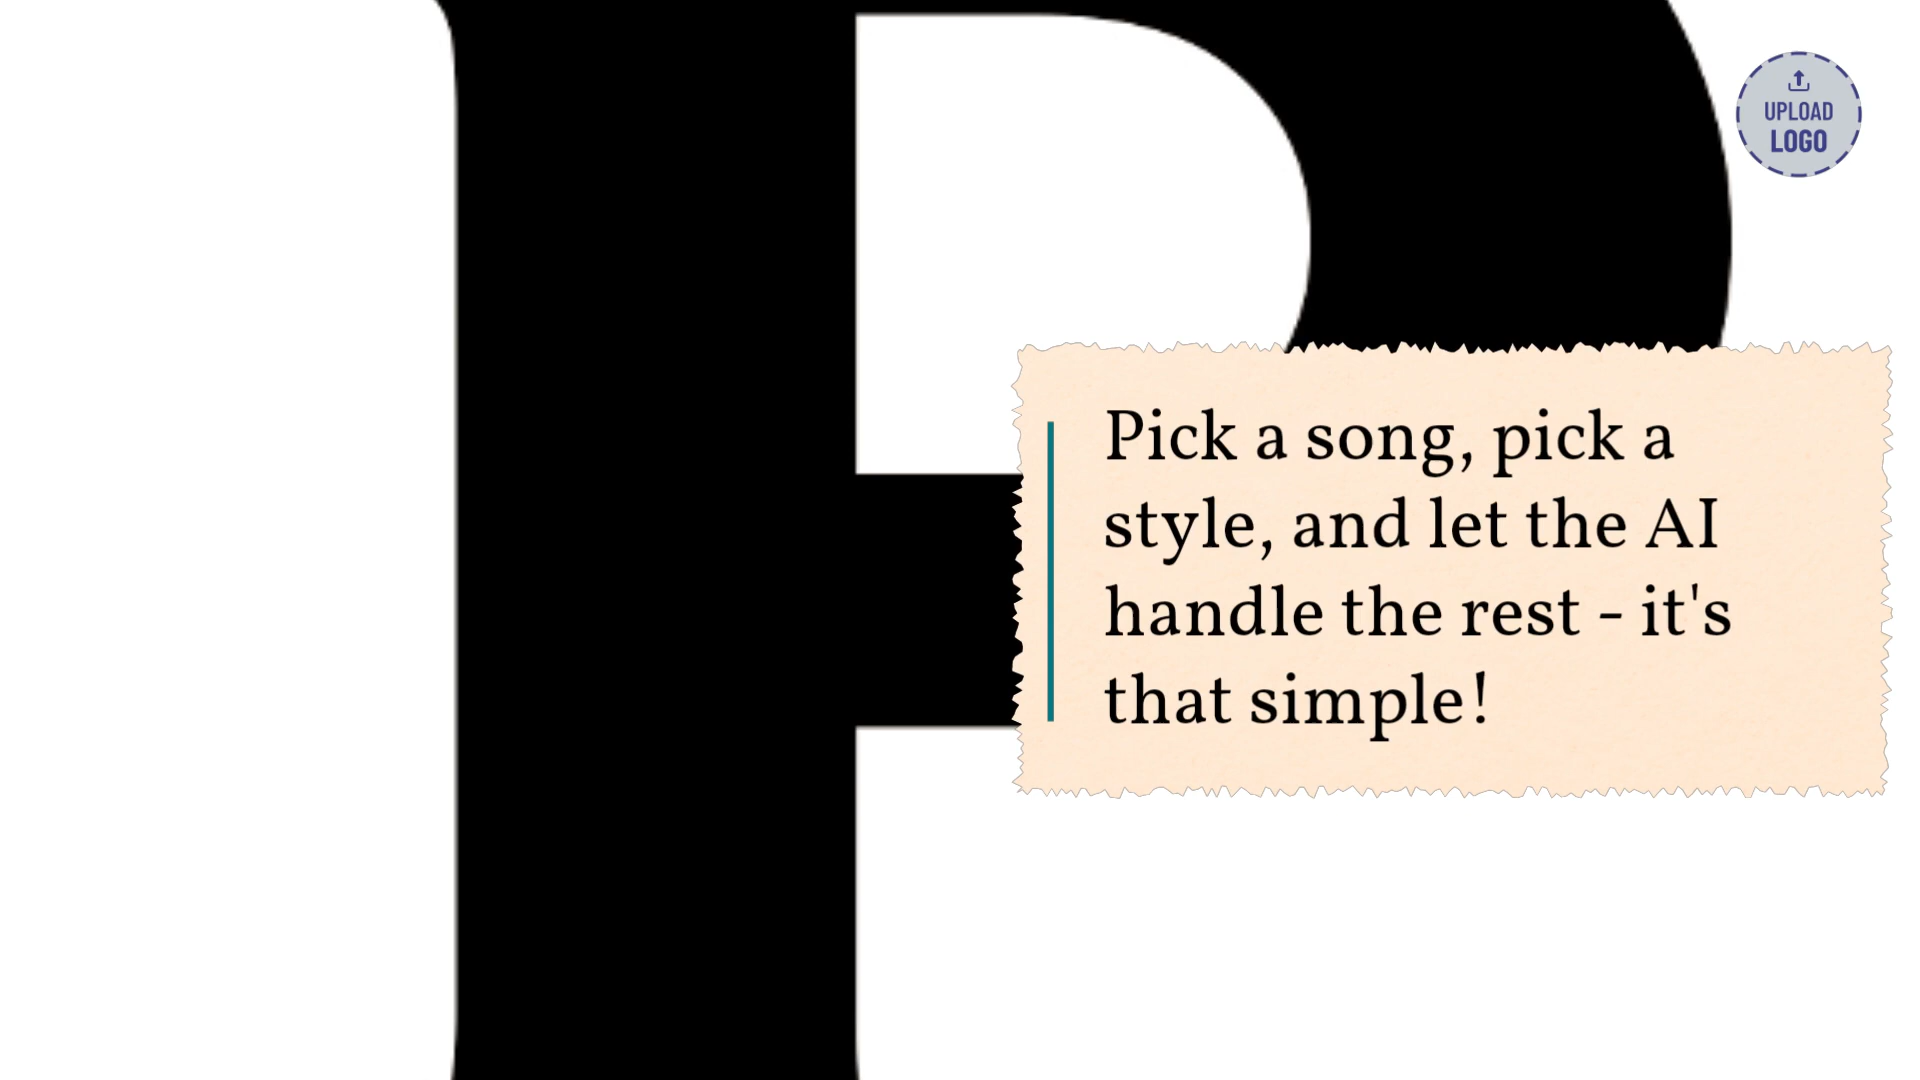 UPLOAD
LOGO
Pick a song, pick a
style, and let the AI
handle the rest - it's
that simple!